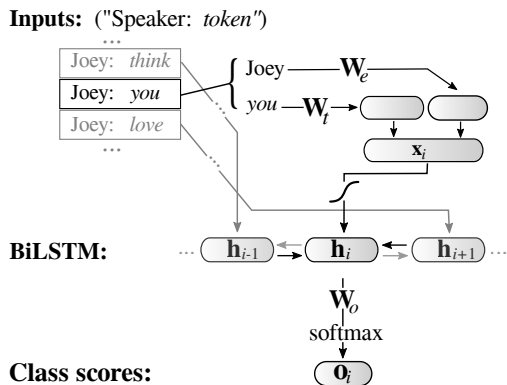 Inputs: ("Speaker: token")
...
Joey: think
Joey: you
Joey: love
...
Joey W_e
you W_t
x_i
BiLSTM: ... h_{i-1} h_i h_{i+1} ...
W_o
softmax
Class scores: o_i